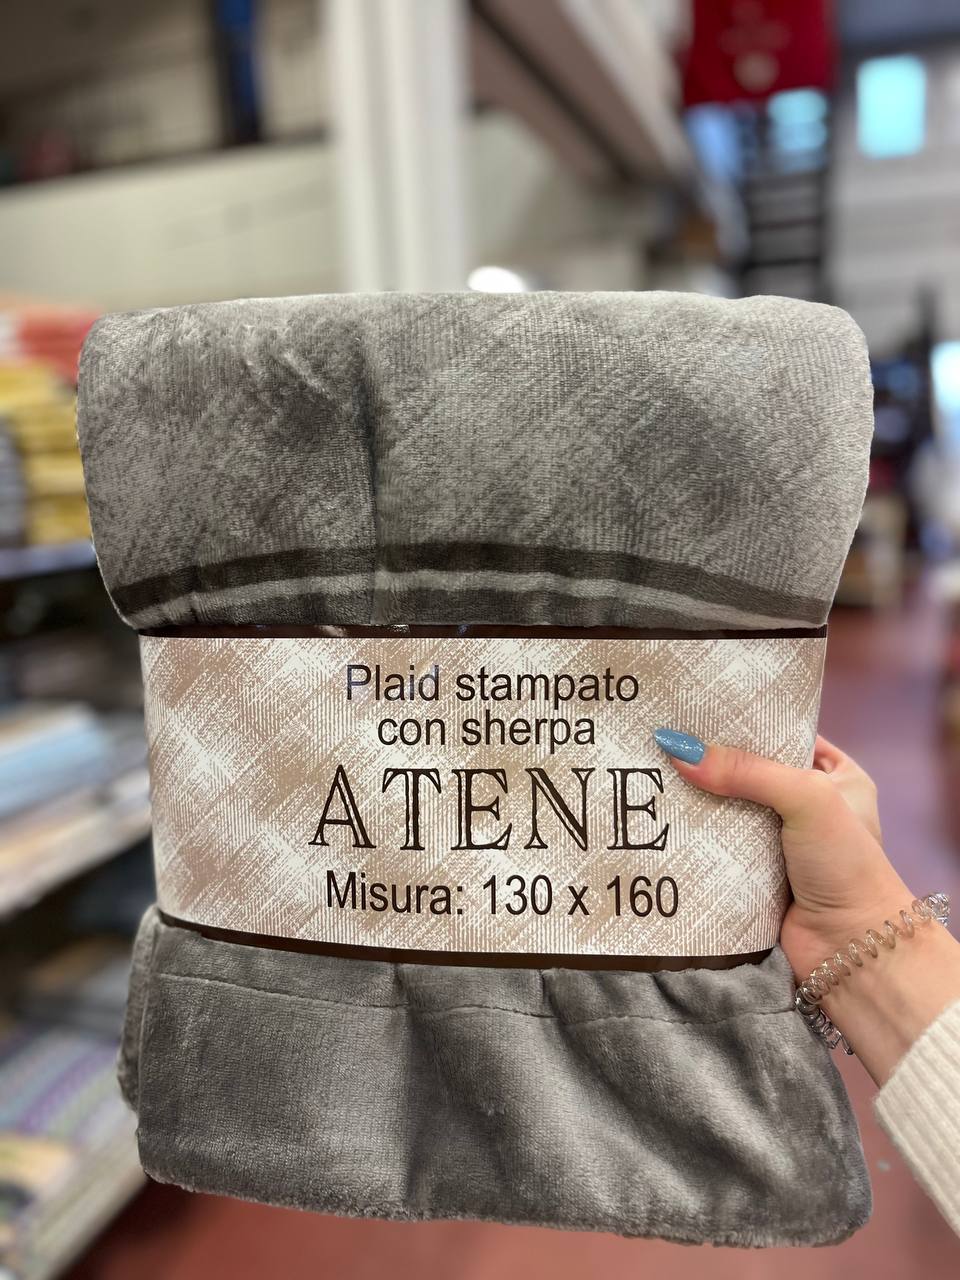 Plaid stampato
con sherpa
ATENE
Misura: 130 x 160